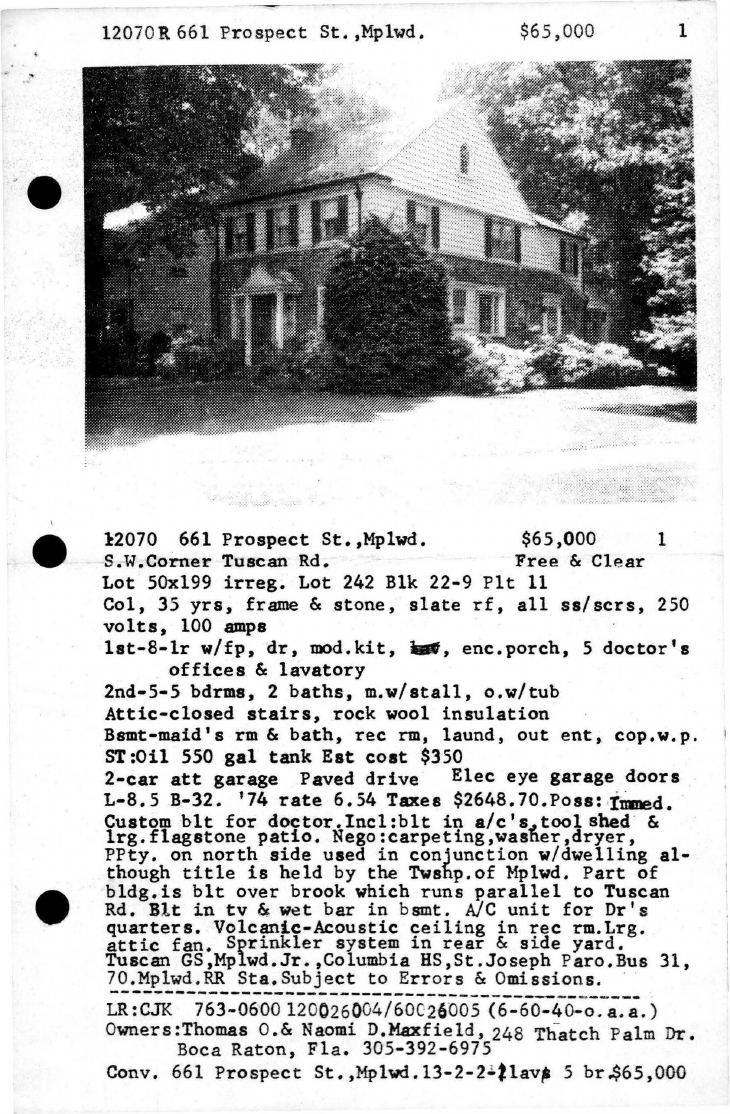 12070R 661 Prospect St.,Mplwd. $65,000 1
12070 661 Prospect St.,Mplwd. $65,000 1
S.W.Corner Tuscan Rd. Free & Clear
Lot 50x199 irreg. Lot 242 Blk 22-9 Plt 11
Col, 35 yrs, frame & stone, slate rf, all ss/scrs, 250
volts, 100 amps
1st-8-lr w/fp, dr, mod.kit, enc.porch, 5 doctor's
offices & lavatory
2nd-5-5 bdrms, 2 baths, m.w/stall, o.w/tub
Attic-closed stairs, rock wool insulation
Bsmt-maid's rm & bath, rec rm, laund, out ent, cop.w.p.
ST:Oil 550 gal tank Est cost $350
2-car att garage Paved drive Elec eye garage doors
L-8.5 B-32. '74 rate 6.54 Taxes $2648.70.Poss: Immed.
Custom blt for doctor.Incl:blt in a/c's,tool shed &
lrg.flagstone patio. Nego:carpeting,washer,dryer,
PPty. on north side used in conjunction w/dwelling al-
though title is held by the Twshp.of Mplwd. Part of
bldg.is blt over brook which runs parallel to Tuscan
Rd. Blt in tv & wet bar in bsmt. A/C unit for Dr's
quarters. Volcanic-Acoustic ceiling in rec rm.Lrg.
attic fan. Sprinkler system in rear & side yard.
Tuscan GS,Mplwd.Jr.,Columbia HS,St.Joseph Paro.Bus 31,
70.Mplwd.RR Sta.Subject to Errors & Omissions.
LR:CJK 763-0600 120026004/60026005 (6-60-40-o.a.a.)
Owners:Thomas O.& Naomi D.Maxfield, 248 Thatch Palm Dr.
Boca Raton, Fla. 305-392-6975
Conv. 661 Prospect St.,Mplwd.13-2-2-1lav 5 br.$65,000